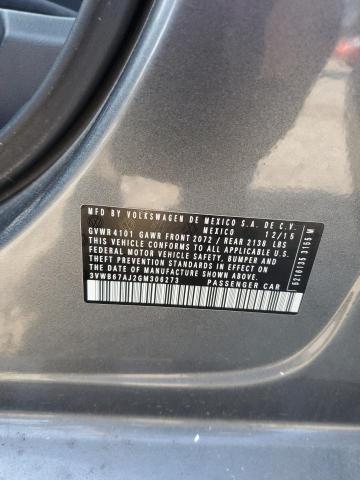 MFD BY VOLKSWAGEN DE MEXICO S.A. DE C.V.
MEXICO 12/15
GVWR 4101 GAWR FRONT 2072 / REAR 2138 LBS
THIS VEHICLE CONFORMS TO ALL APPLICABLE U.S.
FEDERAL MOTOR VEHICLE SAFETY, BUMPER, AND
THEFT PREVENTION STANDARDS IN EFFECT ON THE
DATE OF MANUFACTURE SHOWN ABOVE.
3VWB67AJ2GM306273 PASSENGER CAR
5216135 3155 M